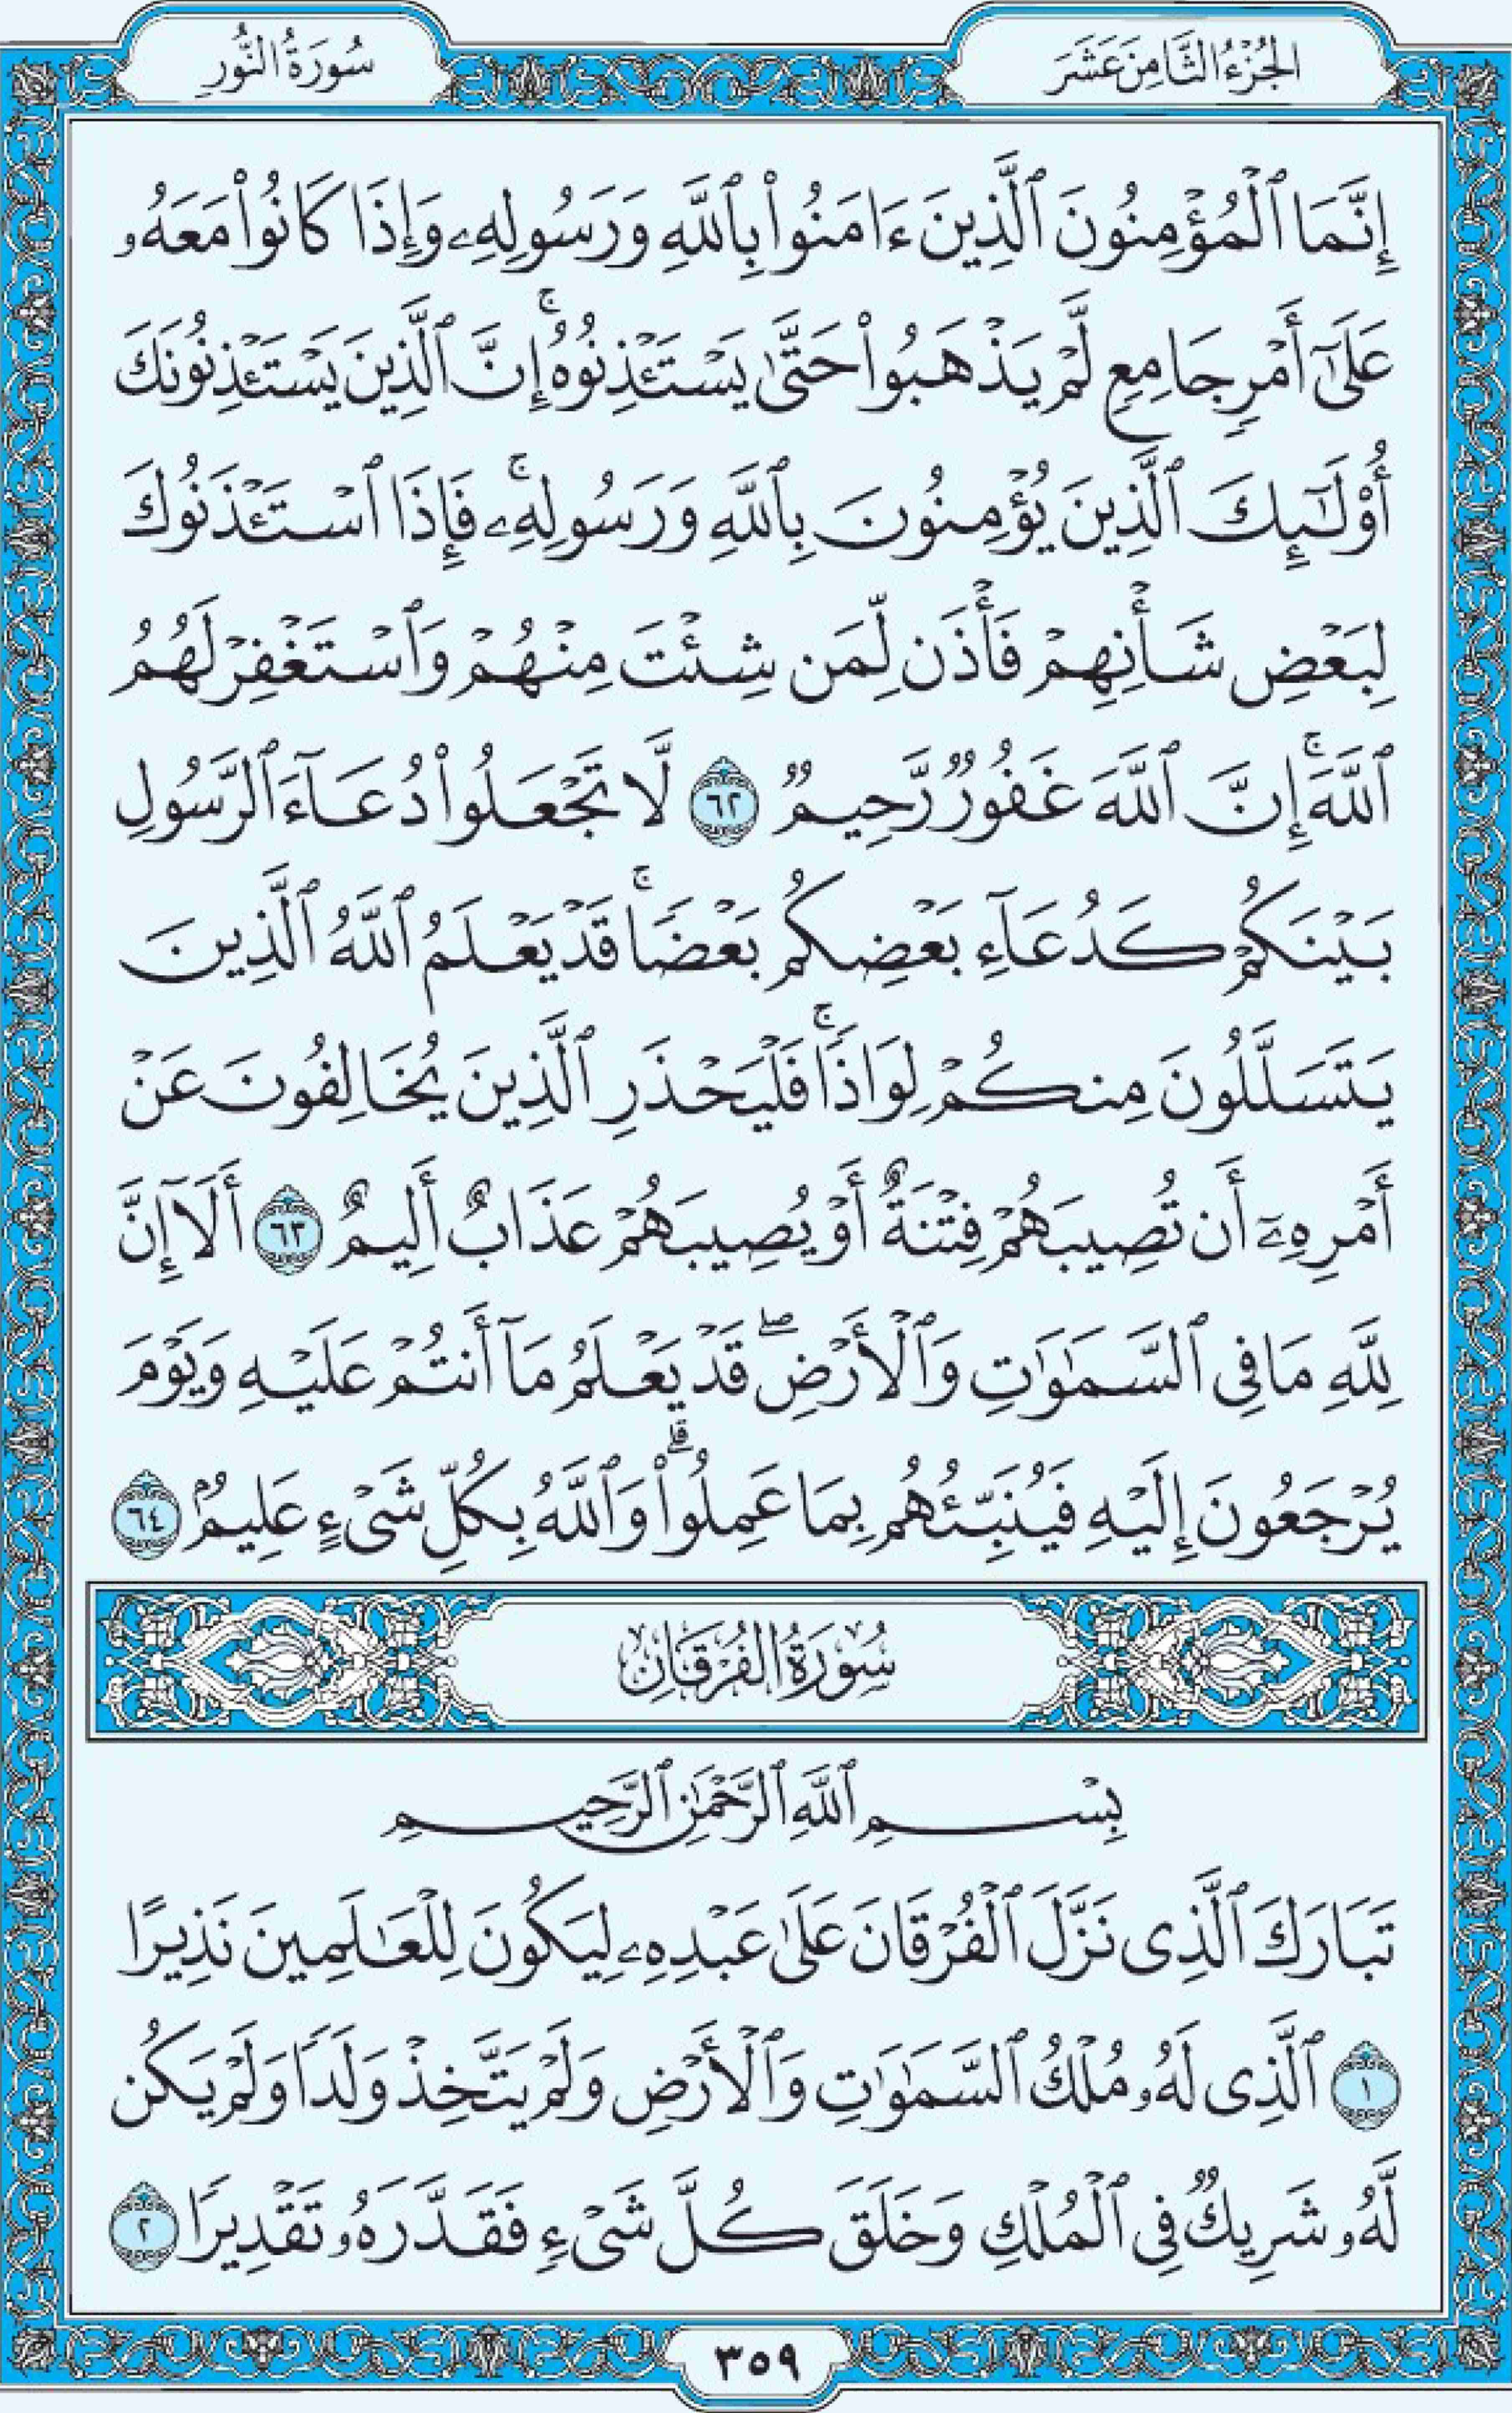 الجُزْءُ الثَّامِنَ عَشَرَ
سُورَةُ النُّورِ
إِنَّمَا ٱلْمُؤْمِنُونَ ٱلَّذِينَ ءَامَنُوا۟ بِٱللَّهِ وَرَسُولِهِۦ وَإِذَا كَانُوا۟ مَعَهُۥ
عَلَىٰٓ أَمْرٍ جَامِعٍ لَّمْ يَذْهَبُوا۟ حَتَّىٰ يَسْتَـْٔذِنُوهُ ۚ إِنَّ ٱلَّذِينَ يَسْتَـْٔذِنُونَكَ
أُو۟لَـٰٓئِكَ ٱلَّذِينَ يُؤْمِنُونَ بِٱللَّهِ وَرَسُولِهِۦ ۚ فَإِذَا ٱسْتَـْٔذَنُوكَ
لِبَعْضِ شَأْنِهِمْ فَأْذَن لِّمَن شِئْتَ مِنْهُمْ وَٱسْتَغْفِرْ لَهُمُ
ٱللَّهَ ۚ إِنَّ ٱللَّهَ غَفُورٌ رَّحِيمٌ ٦٢ لَّا تَجْعَلُوا۟ دُعَآءَ ٱلرَّسُولِ
بَيْنَكُمْ كَدُعَآءِ بَعْضِكُم بَعْضًا ۚ قَدْ يَعْلَمُ ٱللَّهُ ٱلَّذِينَ
يَتَسَلَّلُونَ مِنكُمْ لِوَاذًا ۚ فَلْيَحْذَرِ ٱلَّذِينَ يُخَالِفُونَ عَنْ
أَمْرِهِۦٓ أَن تُصِيبَهُمْ فِتْنَةٌ أَوْ يُصِيبَهُمْ عَذَابٌ أَلِيمٌ ٦٣ أَلَآ إِنَّ
لِلَّهِ مَا فِى ٱلسَّمَـٰوَٰتِ وَٱلْأَرْضِ ۖ قَدْ يَعْلَمُ مَآ أَنتُمْ عَلَيْهِ وَيَوْمَ
يُرْجَعُونَ إِلَيْهِ فَيُنَبِّئُهُم بِمَا عَمِلُوا۟ ۗ وَٱللَّهُ بِكُلِّ شَىْءٍ عَلِيمٌۢ ٦٤
سُورَةُ الفُرْقَانِ
بِسْمِ ٱللَّهِ ٱلرَّحْمَـٰنِ ٱلرَّحِيمِ
تَبَارَكَ ٱلَّذِى نَزَّلَ ٱلْفُرْقَانَ عَلَىٰ عَبْدِهِۦ لِيَكُونَ لِلْعَـٰلَمِينَ نَذِيرًا
١ ٱلَّذِى لَهُۥ مُلْكُ ٱلسَّمَـٰوَٰتِ وَٱلْأَرْضِ وَلَمْ يَتَّخِذْ وَلَدًا وَلَمْ يَكُن
لَّهُۥ شَرِيكٌ فِى ٱلْمُلْكِ وَخَلَقَ كُلَّ شَىْءٍ فَقَدَّرَهُۥ تَقْدِيرًا ٢
٣٥٩